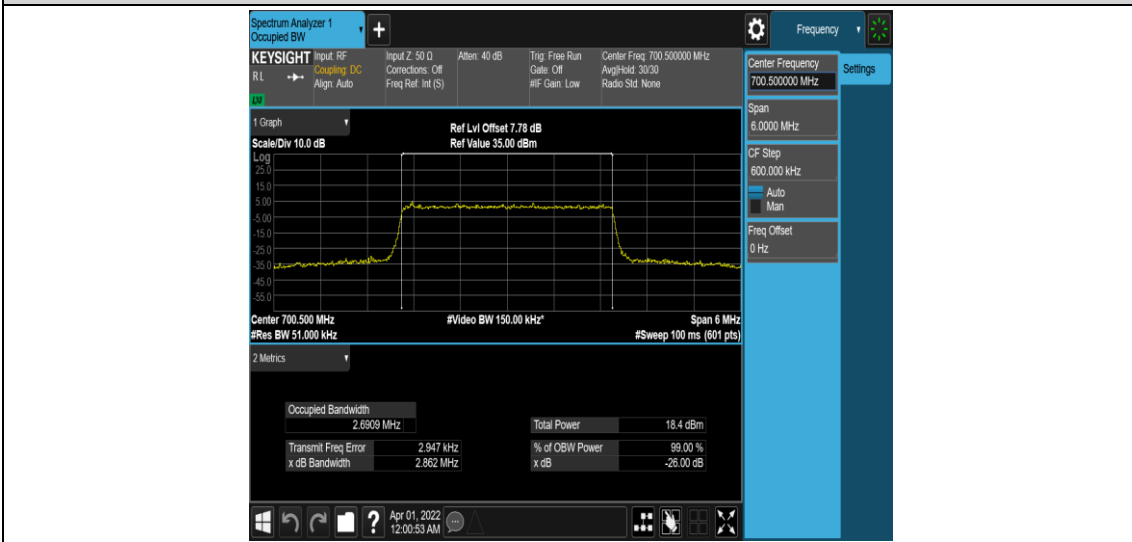 Spectrum Analyzer 1
Occupied BW
+
Frequency
KEYSIGHT Input: RF Input Z: 50 Ω Atten: 40 dB Trig: Free Run Center Freq: 700.500000 MHz
R L Coupling: DC Corrections: Off Gate: Off Avg|Hold: 30/30
Align: Auto Freq Ref: Int (S) #IF Gain: Low Radio Std: None
LXI
Center Frequency
700.500000 MHz
Settings
Span
6.0000 MHz
CF Step
600.000 kHz
Auto
Man
Freq Offset
0 Hz
1 Graph
Ref Lvl Offset 7.78 dB
Scale/Div 10.0 dB Ref Value 35.00 dBm
Log
25.0
15.0
5.00
-5.00
-15.0
-25.0
-35.0
-45.0
-55.0
Center 700.500 MHz #Video BW 150.00 kHz* Span 6 MHz
#Res BW 51.000 kHz #Sweep 100 ms (601 pts)
2 Metrics
Occupied Bandwidth
2.6909 MHz
Total Power 18.4 dBm
Transmit Freq Error 2.947 kHz % of OBW Power 99.00 %
x dB Bandwidth 2.862 MHz x dB -26.00 dB
? Apr 01, 2022
12:00:53 AM